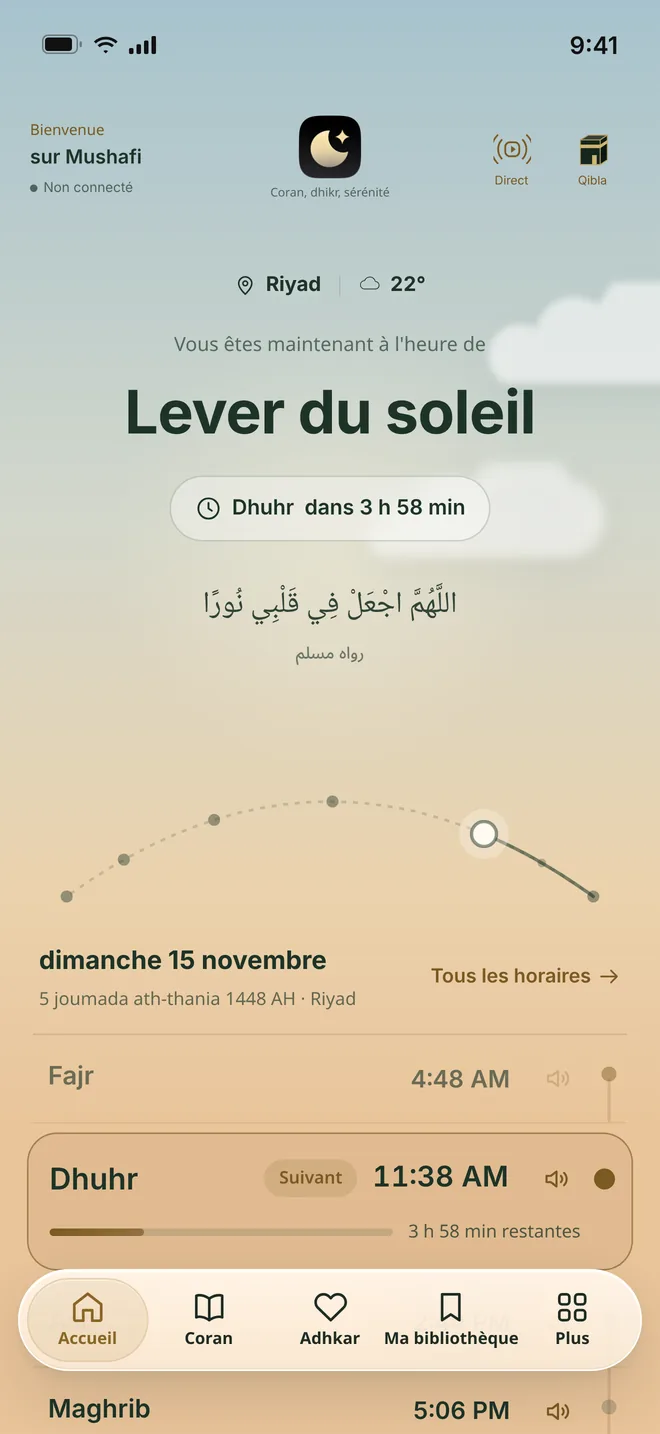 9:41
Bienvenue
sur Mushafi
Non connecté
Coran, dhikr, sérénité
Direct
Qibla
Riyad
22°
Vous êtes maintenant à l'heure de
Lever du soleil
Dhuhr dans 3 h 58 min
اللَّهُمَّ اجْعَلْ فِي قَلْبِي نُورًا
رواه مسلم
dimanche 15 novembre
5 joumada ath-thania 1448 AH · Riyad
Tous les horaires →
Fajr
4:48 AM
Dhuhr
Suivant
11:38 AM
3 h 58 min restantes
Accueil
Coran
Adhkar
Ma bibliothèque
Plus
Maghrib
5:06 PM